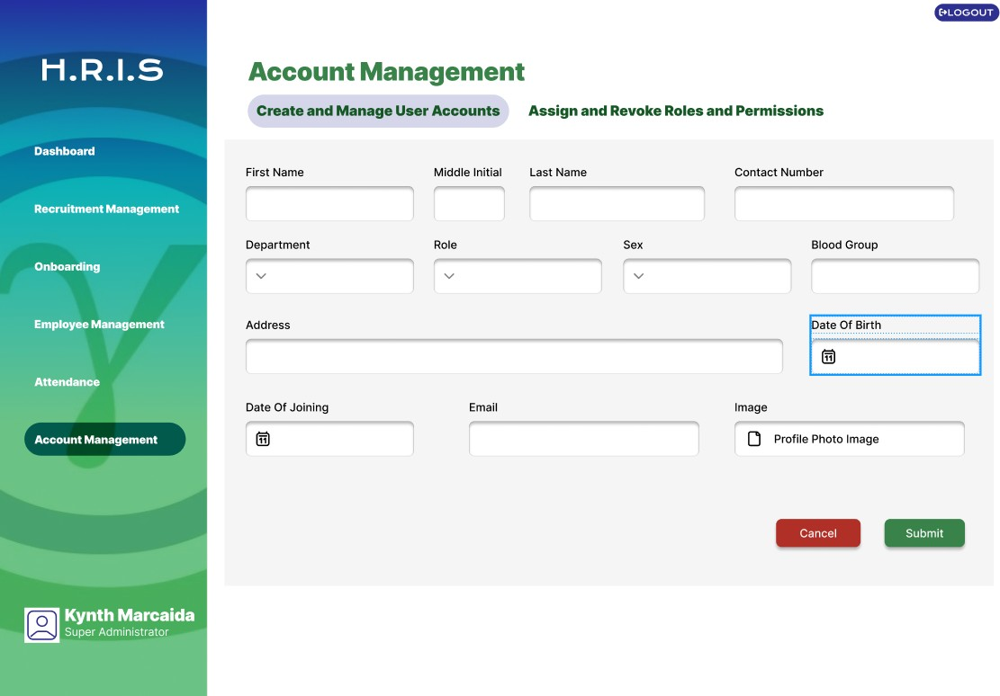 LOGOUT
H.R.I.S
Account Management
Create and Manage User Accounts
Assign and Revoke Roles and Permissions
Dashboard
Recruitment Management
Onboarding
Employee Management
Attendance
Account Management
First Name
Middle Initial
Last Name
Contact Number
Department
Role
Sex
Blood Group
Address
Date Of Birth
11
Date Of Joining
Email
Image
11
Profile Photo Image
Cancel
Submit
Kynth Marcaida
Super Administrator